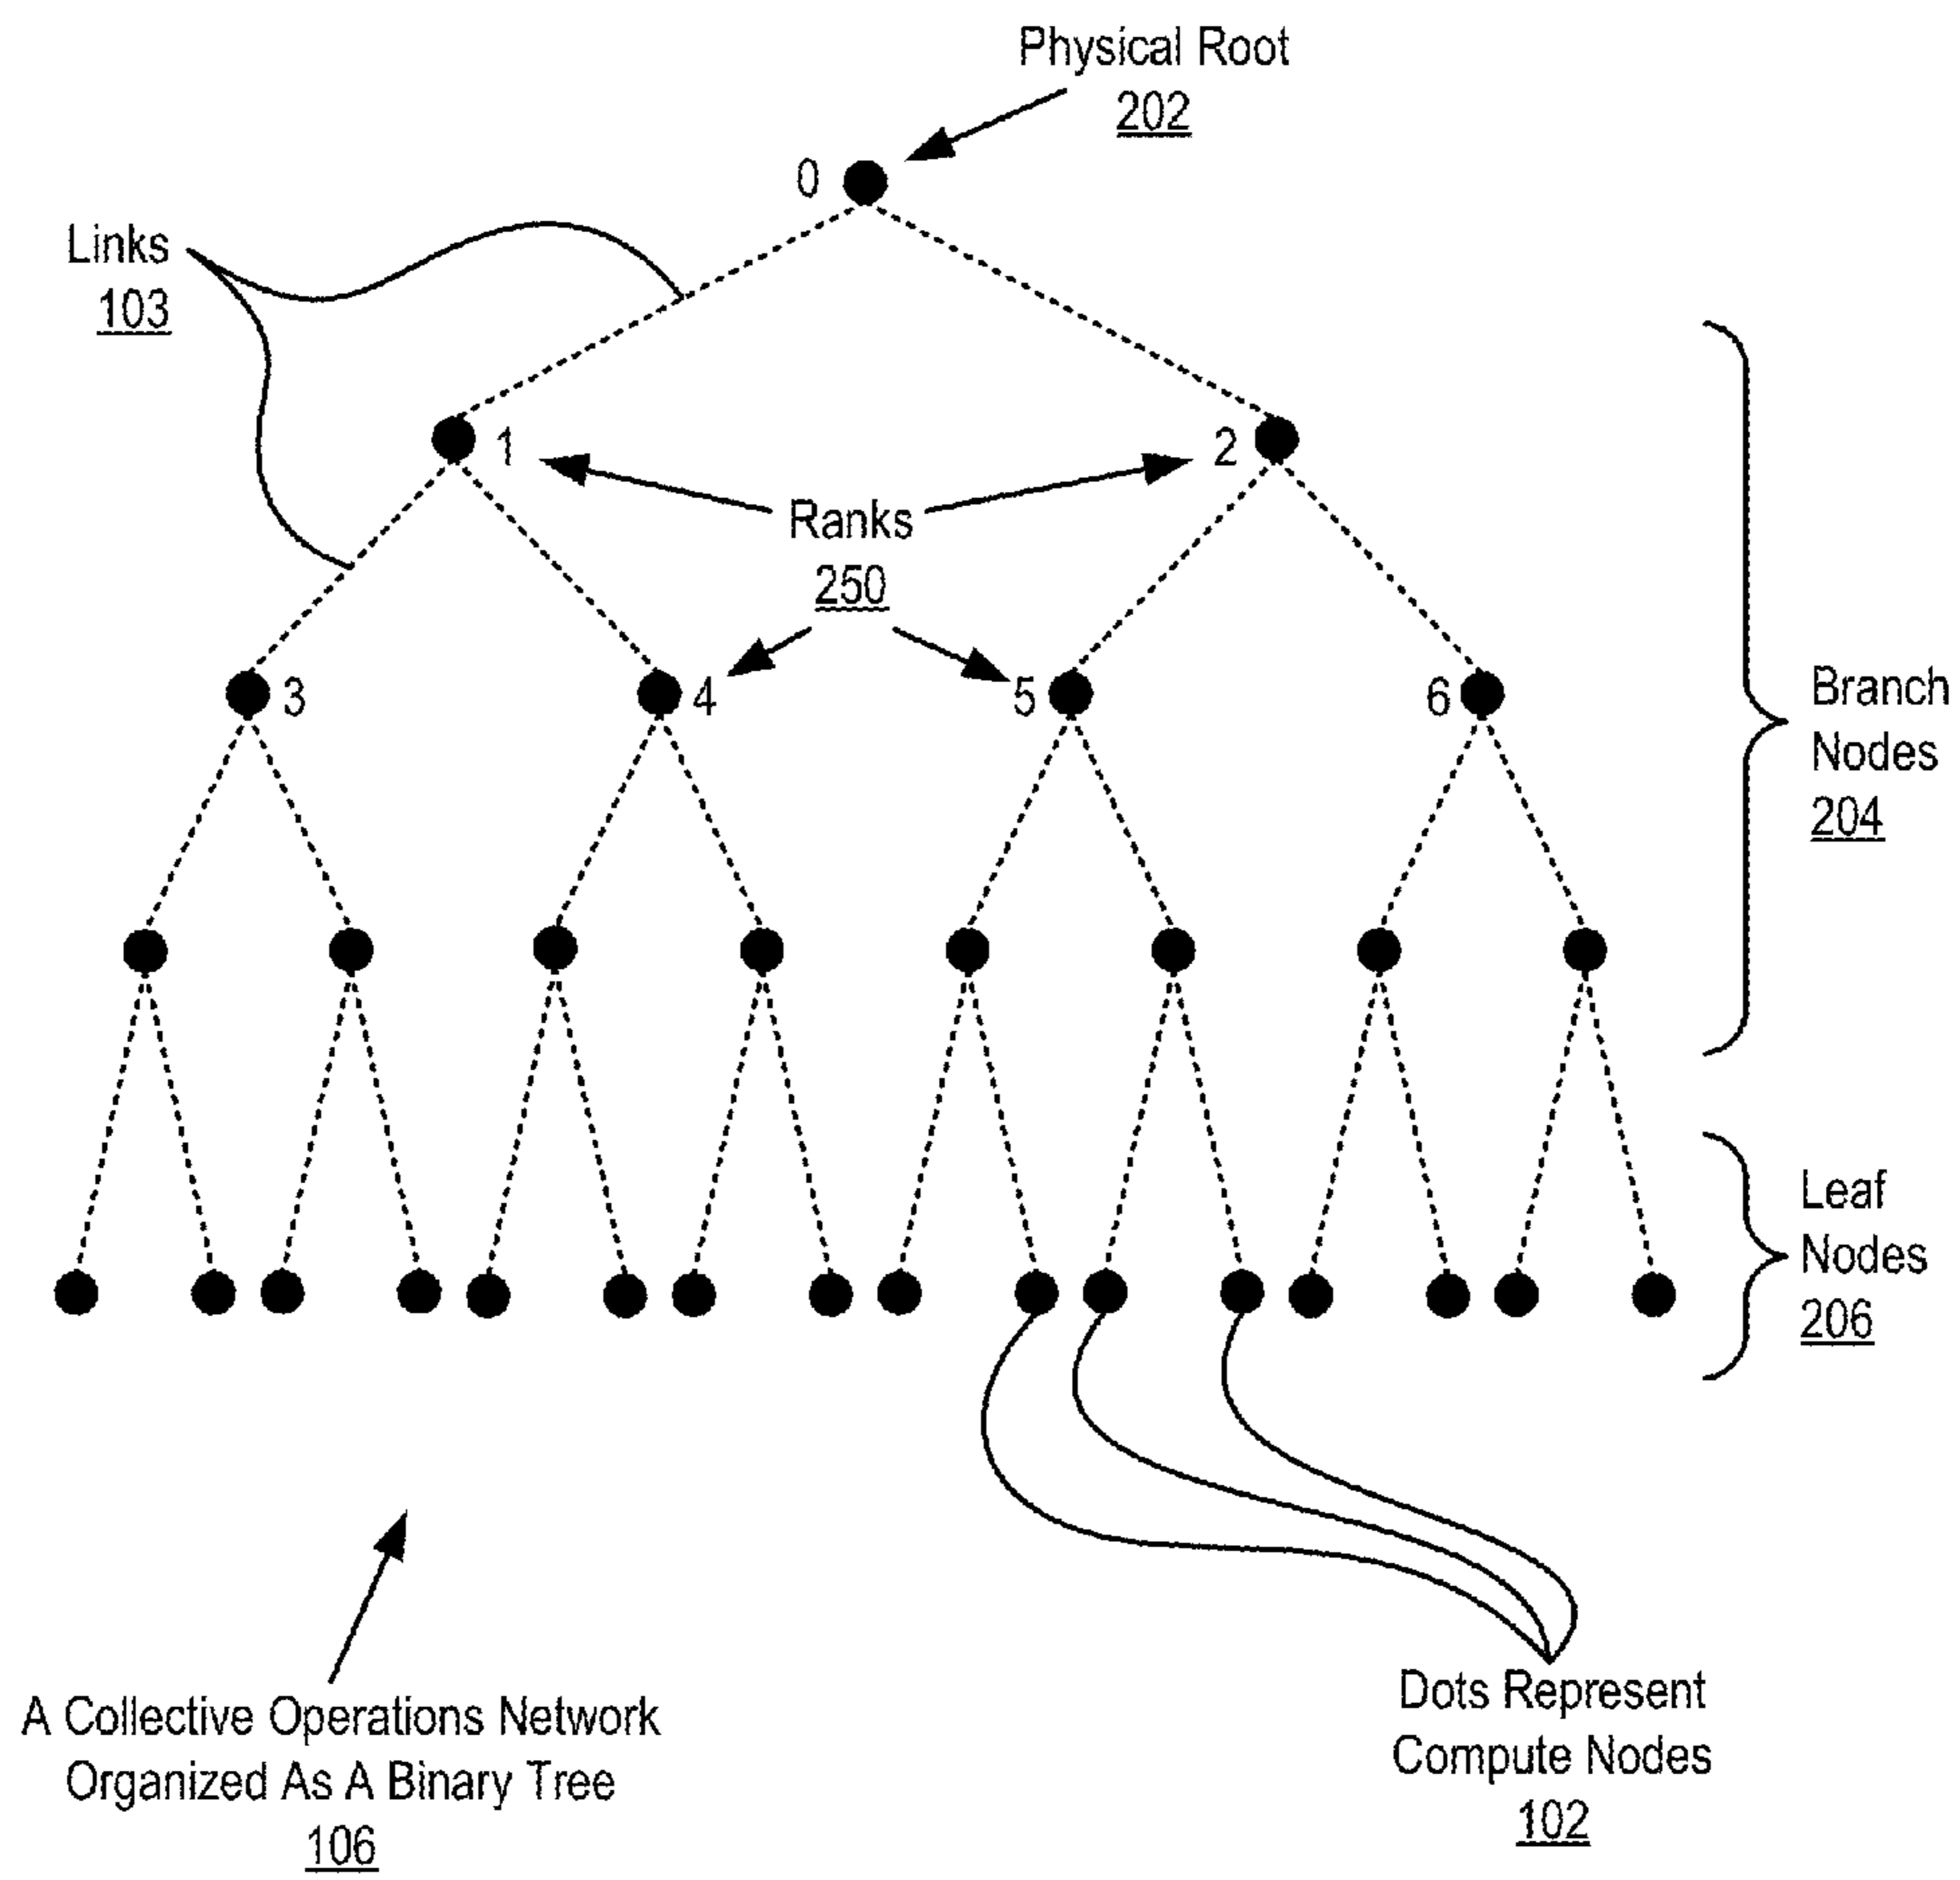 Physical Root
202
0
Links
103
1
2
Ranks
250
3
4
5
6
Branch
Nodes
204
Leaf
Nodes
206
A Collective Operations Network
Organized As A Binary Tree
106
Dots Represent
Compute Nodes
102